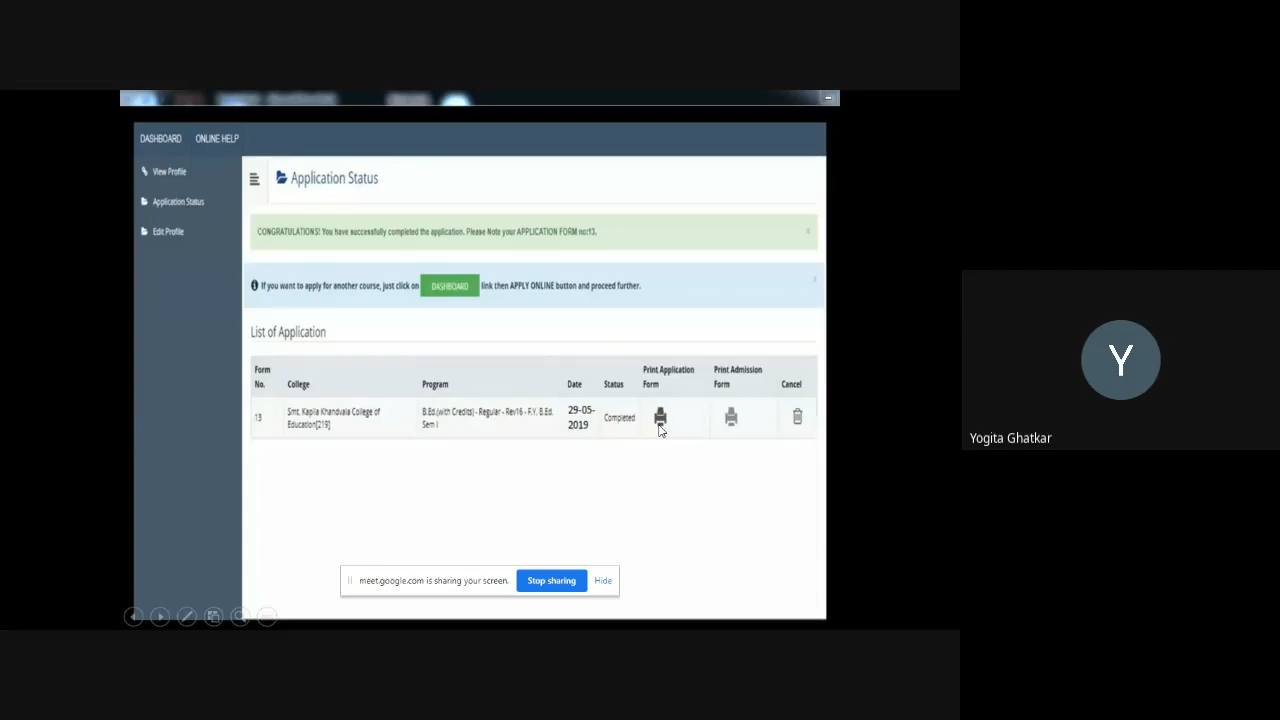 DASHBOARD ONLINE HELP
View Profile
Application Status
Edit Profile
Application Status
CONGRATULATIONS! You have successfully completed the application. Please Note your APPLICATION FORM no:13. x
If you want to apply for another course, just click on DASHBOARD link then APPLY ONLINE button and proceed further. x
List of Application
Form No. College Program Date Status Print Application Form Print Admission Form Cancel
13 Smt. Kapila Khandvala College of Education[219] B.Ed.(with Credits) - Regular - Rev16 - F.Y. B.Ed. Sem I 29-05-2019 Completed
meet.google.com is sharing your screen. Stop sharing Hide
Y
Yogita Ghatkar